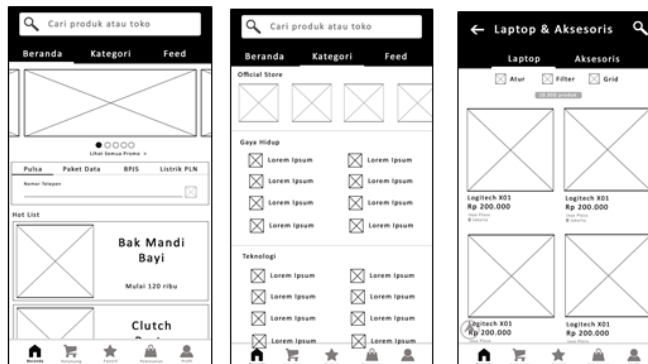 Cari produk atau toko
Beranda Kategori Feed
Lihat Semua Promo >
Pulsa Paket Data BPJS Listrik PLN
Nomor Telepon
Hot List
Bak Mandi
Bayi
Mulai 120 ribu
Clutch
Beranda
Profil
Cari produk atau toko
Beranda Kategori Feed
Official Store
Gaya Hidup
Lorem Ipsum Lorem Ipsum
Lorem Ipsum Lorem Ipsum
Lorem Ipsum Lorem Ipsum
Lorem Ipsum Lorem Ipsum
Teknologi
Lorem Ipsum Lorem Ipsum
Lorem Ipsum Lorem Ipsum
Lorem Ipsum Lorem Ipsum
Lorem Ipsum Lorem Ipsum
Laptop & Aksesoris
Laptop Aksesoris
Atur Filter Grid
Logitech X01 Logitech X01
Rp 200.000 Rp 200.000
Logitech X01 Logitech X01
Rp 200.000 Rp 200.000